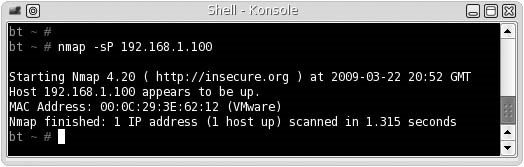 Shell - Konsole
bt ~ #
bt ~ # nmap -sP 192.168.1.100
Starting Nmap 4.20 ( http://insecure.org ) at 2009-03-22 20:52 GMT
Host 192.168.1.100 appears to be up.
MAC Address: 00:0C:29:3E:62:12 (VMware)
Nmap finished: 1 IP address (1 host up) scanned in 1.315 seconds
bt ~ #